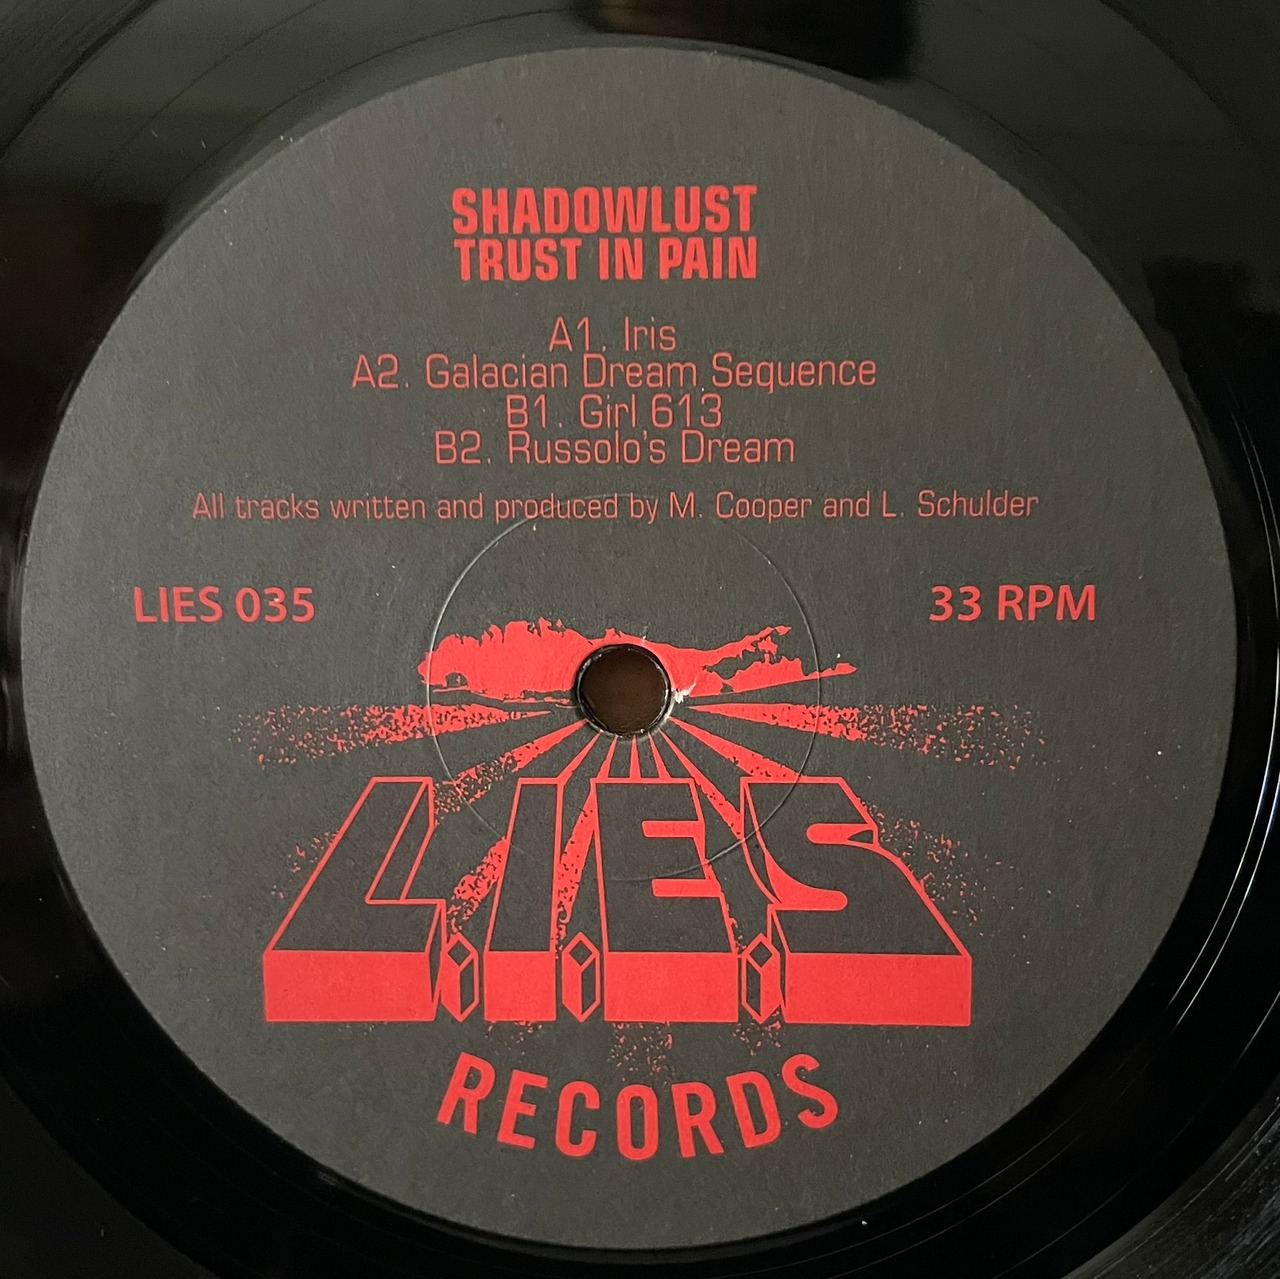 SHADOWLUST
TRUST IN PAIN
A1. Iris
A2. Galacian Dream Sequence
B1. Girl 613
B2. Russolo's Dream
All tracks written and produced by M. Cooper and L. Schulder
LIES 035
33 RPM
L.I.E.S
RECORDS